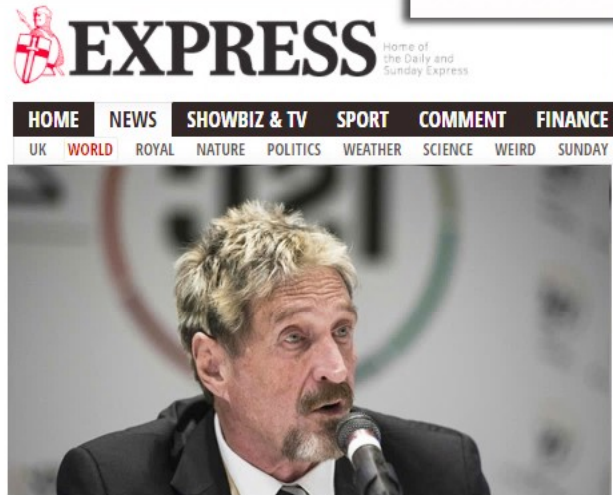 EXPRESS
Home of
the Daily and
Sunday Express
HOME NEWS SHOWBIZ & TV SPORT COMMENT FINANCE
UK WORLD ROYAL NATURE POLITICS WEATHER SCIENCE WEIRD SUNDAY